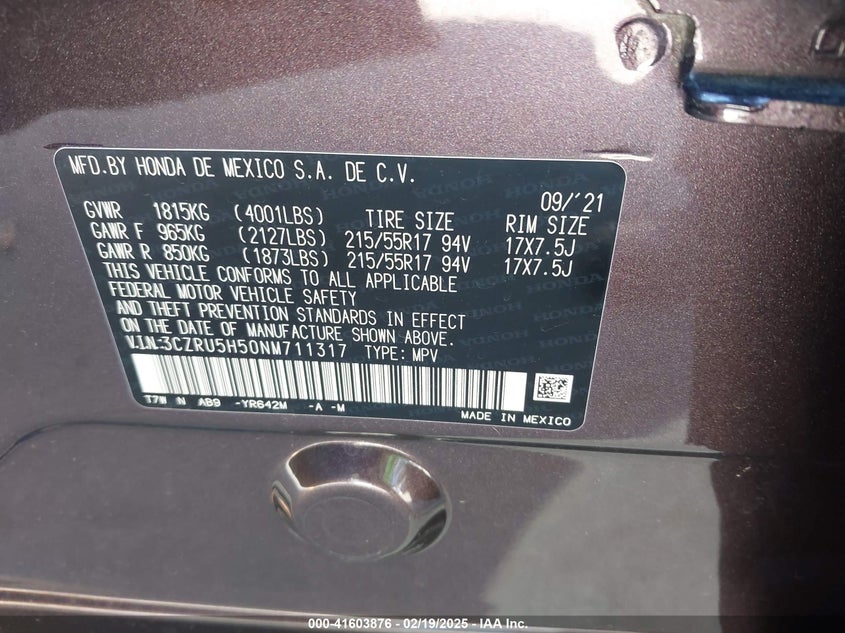 MFD.BY HONDA DE MEXICO S.A. DE C.V.
09/'21
GVWR 1815KG (4001LBS) TIRE SIZE RIM SIZE
GAWR F 965KG (2127LBS) 215/55R17 94V 17X7.5J
GAWR R 850KG (1873LBS) 215/55R17 94V 17X7.5J
THIS VEHICLE CONFORMS TO ALL APPLICABLE
FEDERAL MOTOR VEHICLE SAFETY
AND THEFT PREVENTION STANDARDS IN EFFECT
ON THE DATE OF MANUFACTURE SHOWN ABOVE.
V.I.N:3CZRU5H50NM711317 TYPE: MPV
T7W N AB9 -YR642M -A -M
MADE IN MEXICO
000-41603876 - 02/19/2025 - IAA Inc.